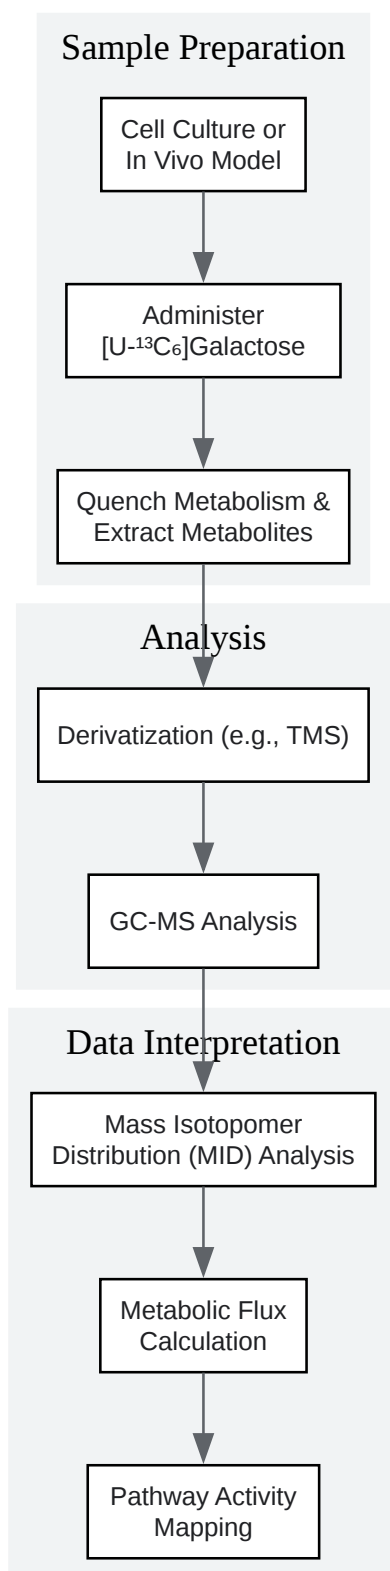 Sample Preparation
Cell Culture or
In Vivo Model
Administer
[U-¹³C₆]Galactose
Quench Metabolism &
Extract Metabolites
Analysis
Derivatization (e.g., TMS)
GC-MS Analysis
Data Interpretation
Mass Isotopomer
Distribution (MID) Analysis
Metabolic Flux
Calculation
Pathway Activity
Mapping